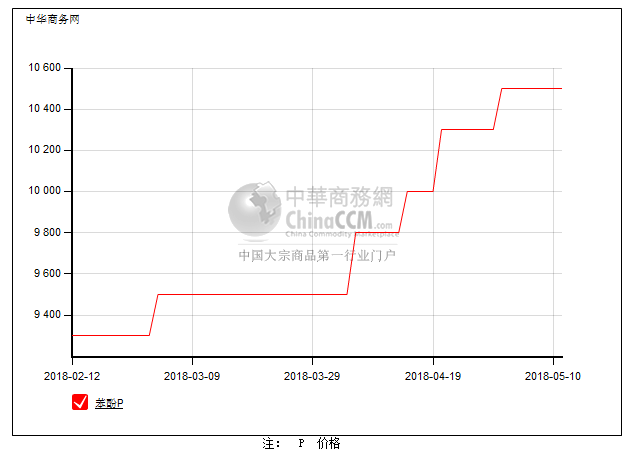 中华商务网
10 600
10 400
10 200
10 000
9 800
9 600
9 400
中華商務網
ChinaCCM.com
China Commodity Marketplace
中国大宗商品第一行业门户
2018-02-12 2018-03-09 2018-03-29 2018-04-19 2018-05-10
苯酚P
注: P 价格